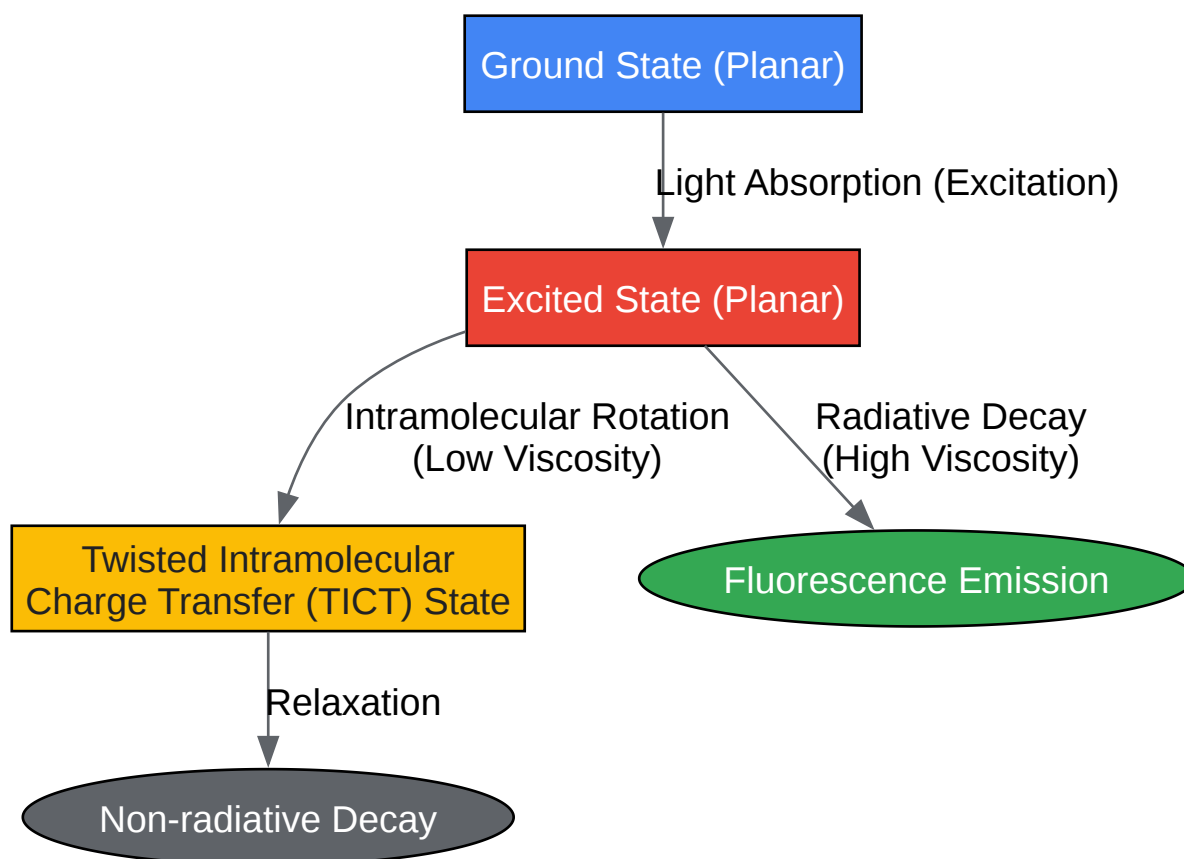 Ground State (Planar)
Light Absorption (Excitation)
Excited State (Planar)
Intramolecular Rotation
(Low Viscosity)
Radiative Decay
(High Viscosity)
Twisted Intramolecular
Charge Transfer (TICT) State
Fluorescence Emission
Relaxation
Non-radiative Decay